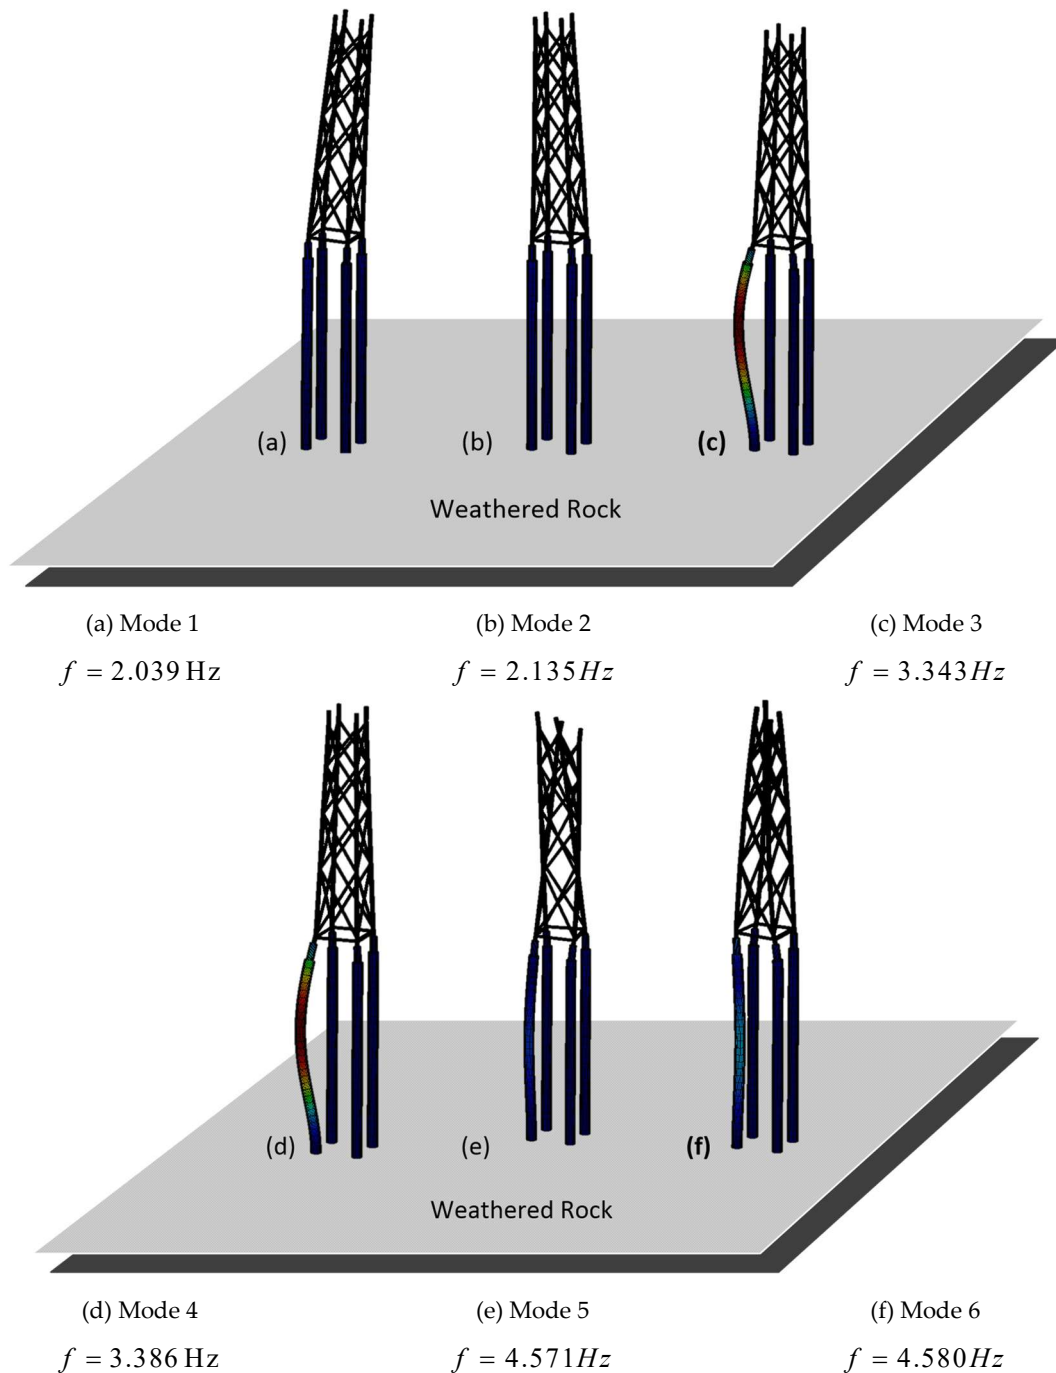 (a) (b) (c)
Weathered Rock
(a) Mode 1 (b) Mode 2 (c) Mode 3
f = 2.039 Hz f = 2.135Hz f = 3.343Hz
(d) (e) (f)
Weathered Rock
(d) Mode 4 (e) Mode 5 (f) Mode 6
f = 3.386 Hz f = 4.571Hz f = 4.580Hz